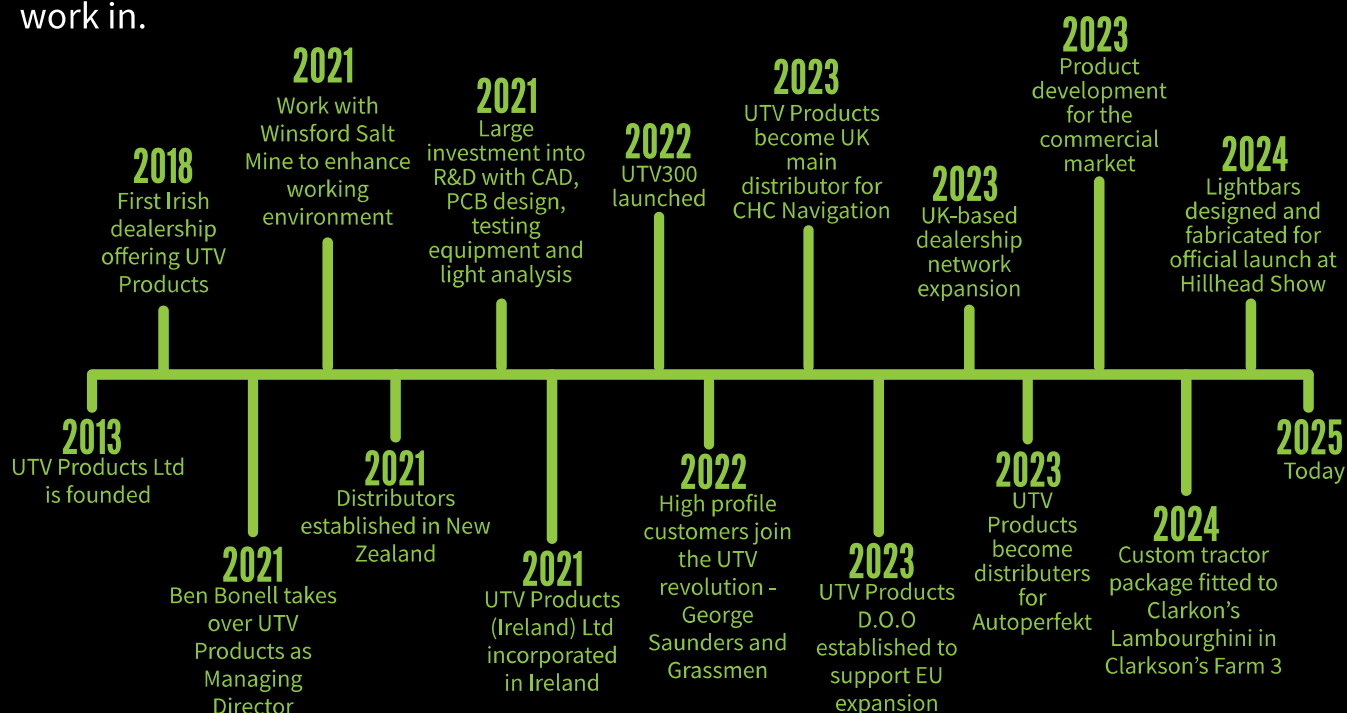 work in.
2013
UTV Products Ltd
is founded
2018
First Irish
dealership
offering UTV
Products
2021
Ben Bonell takes
over UTV
Products as
Managing
Director
2021
Work with
Winsford Salt
Mine to enhance
working
environment
2021
Distributors
established in New
Zealand
2021
Large
investment into
R&D with CAD,
PCB design,
testing
equipment and
light analysis
2021
UTV Products
(Ireland) Ltd
incorporated
in Ireland
2022
UTV300
launched
2022
High profile
customers join
the UTV
revolution -
George
Saunders and
Grassmen
2023
UTV Products
become UK
main
distributor for
CHC Navigation
2023
UTV Products
D.O.O
established to
support EU
expansion
2023
UK-based
dealership
network
expansion
2023
UTV
Products
become
distributers
for
Autoperfekt
2023
Product
development
for the
commercial
market
2024
Custom tractor
package fitted to
Clarkon's
Lambourghini in
Clarkson's Farm 3
2024
Lightbars
designed and
fabricated for
official launch at
Hillhead Show
2025
Today